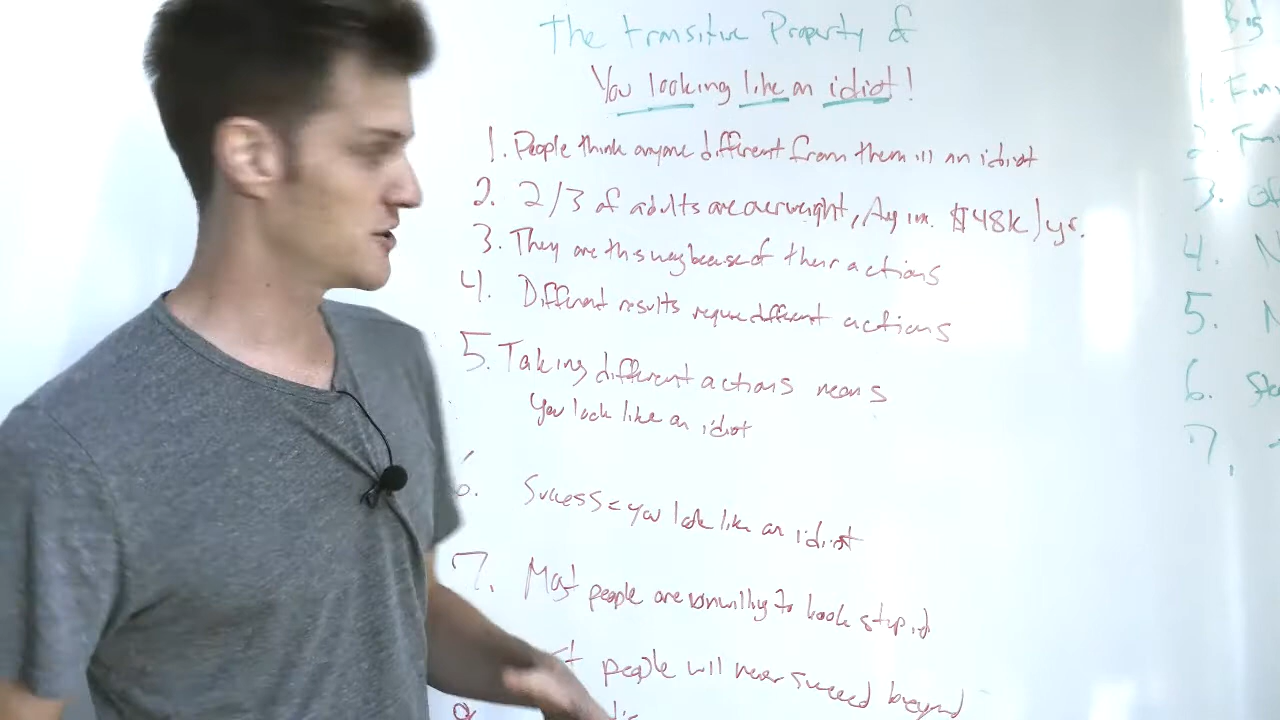 The transitive Property of
You looking like an idiot!
1. People think anyone different from them is an idiot
2. 2/3 of adults are overweight, Avg in. $48k/yr.
3. They are this way because of their actions
4. Different results require different actions
5. Taking different actions means
You look like an idiot
6. Success = you look like an idiot
7. Most people are unwilling to look stupid
people will never succeed beyond
Big
1.
2.
3. of
4. N
5. N
6.
7.